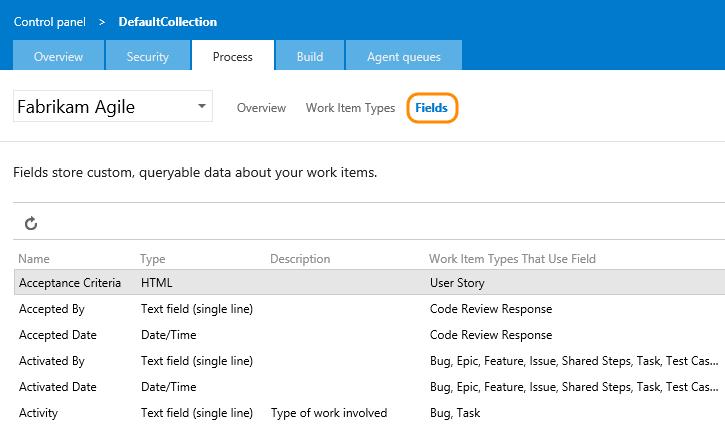 Control panel > DefaultCollection
Overview Security Process Build Agent queues
Fabrikam Agile Overview Work Item Types Fields
Fields store custom, queryable data about your work items.
Name Type Description Work Item Types That Use Field
Acceptance Criteria HTML User Story
Accepted By Text field (single line) Code Review Response
Accepted Date Date/Time Code Review Response
Activated By Text field (single line) Bug, Epic, Feature, Issue, Shared Steps, Task, Test Cas...
Activated Date Date/Time Bug, Epic, Feature, Issue, Shared Steps, Task, Test Cas...
Activity Text field (single line) Type of work involved Bug, Task